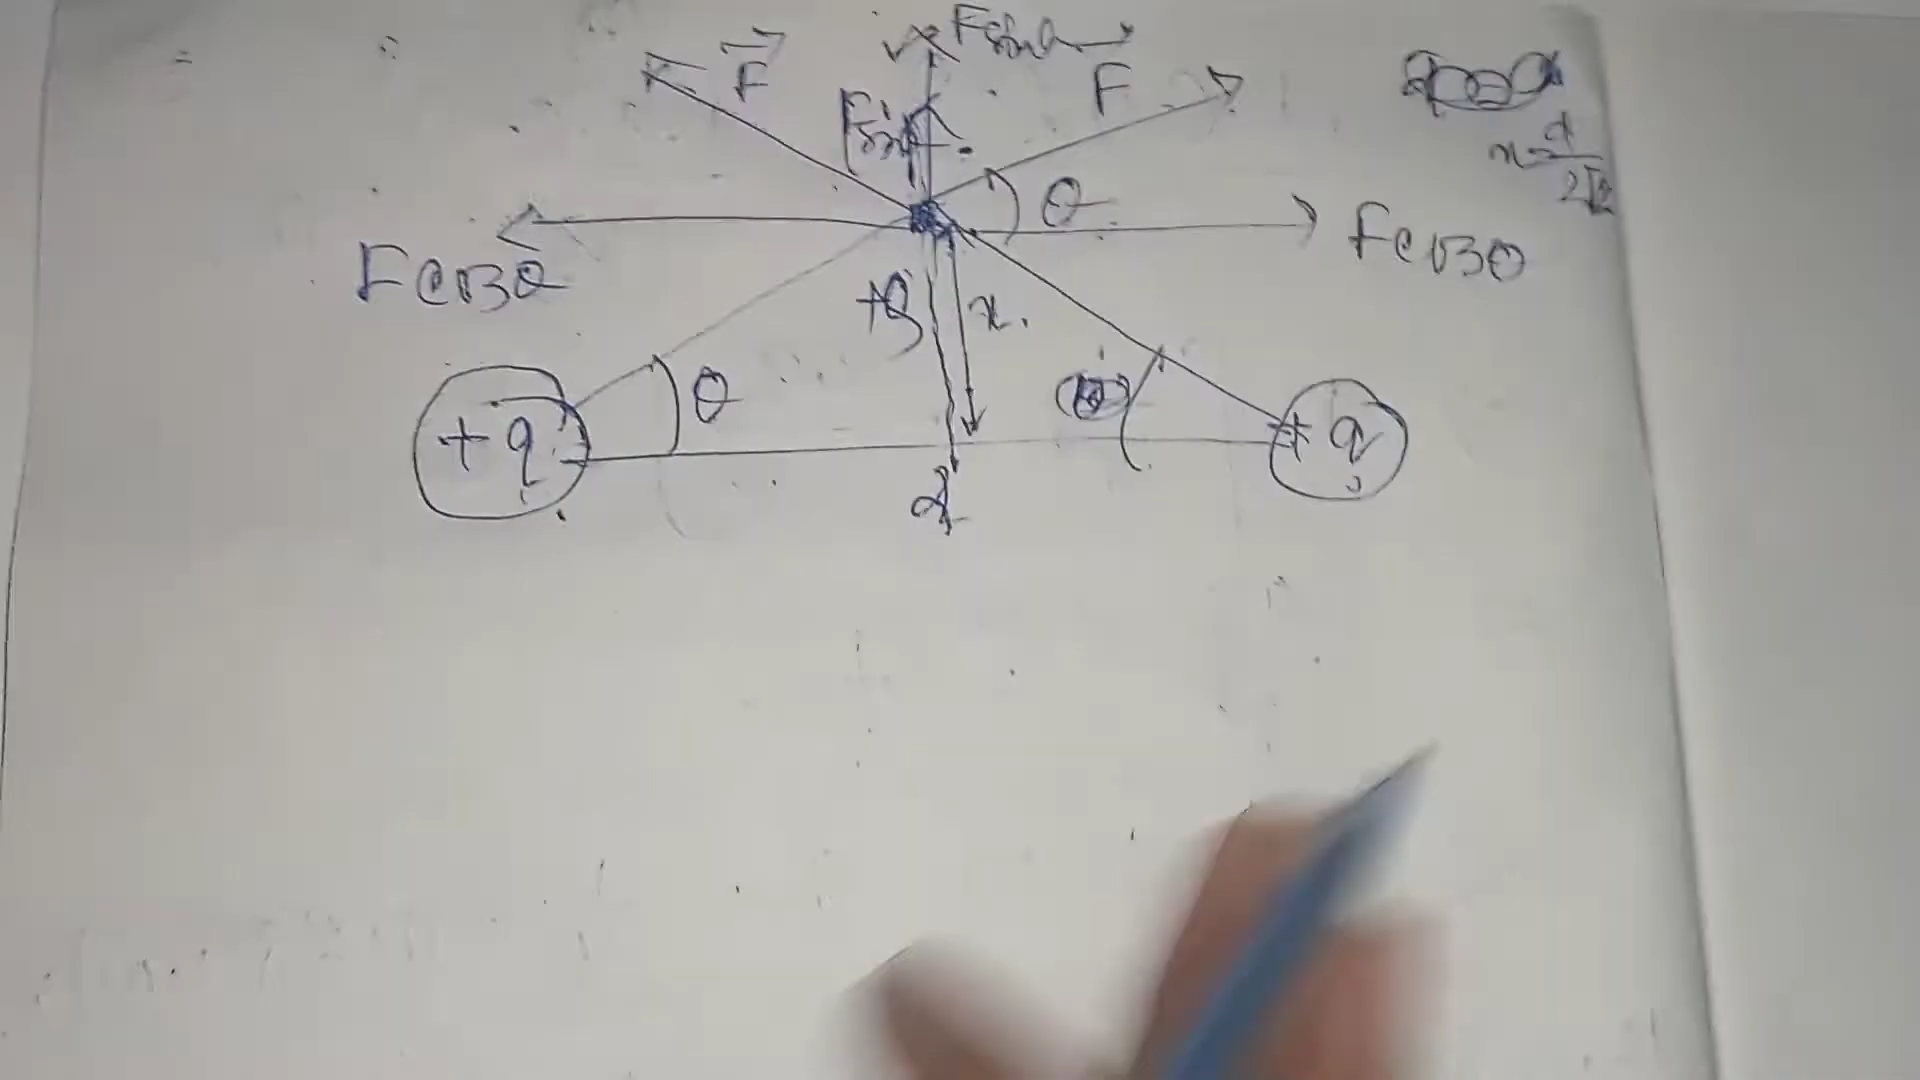 F sinθ
F
F
F sinθ
x = d/2√2
θ
F cosθ
F cosθ
+Q
x
θ
θ
+q
+q
d